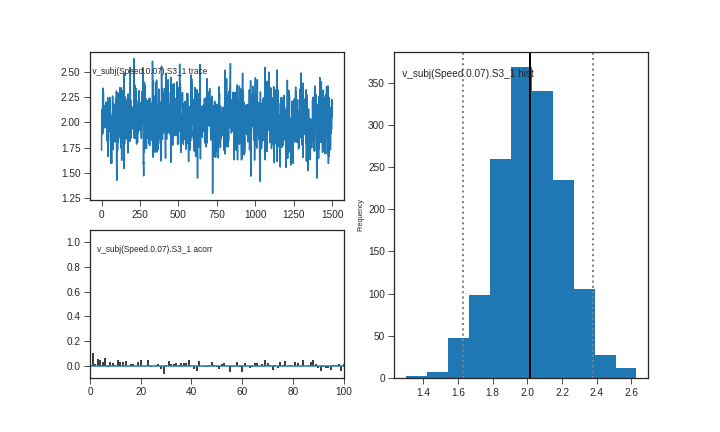 v_subj(Speed.0.07).S3_1 trace
2.50
2.25
2.00
1.75
1.50
1.25
0 250 500 750 1000 1250 1500
v_subj(Speed.0.07).S3_1 acorr
1.0
0.8
0.6
0.4
0.2
0.0
0 20 40 60 80 100
v_subj(Speed.0.07).S3_1 hist
Frequency
350
300
250
200
150
100
50
0
1.4 1.6 1.8 2.0 2.2 2.4 2.6